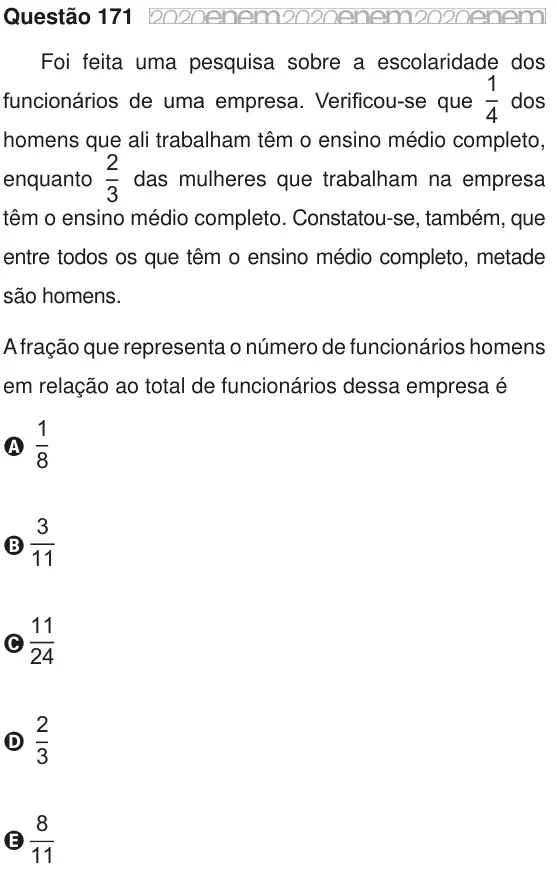 Questão 171 2020enem2020enem2020enem
Foi feita uma pesquisa sobre a escolaridade dos
funcionários de uma empresa. Verificou-se que 1/4 dos
homens que ali trabalham têm o ensino médio completo,
enquanto 2/3 das mulheres que trabalham na empresa
têm o ensino médio completo. Constatou-se, também, que
entre todos os que têm o ensino médio completo, metade
são homens.
A fração que representa o número de funcionários homens
em relação ao total de funcionários dessa empresa é
A 1/8
B 3/11
C 11/24
D 2/3
E 8/11